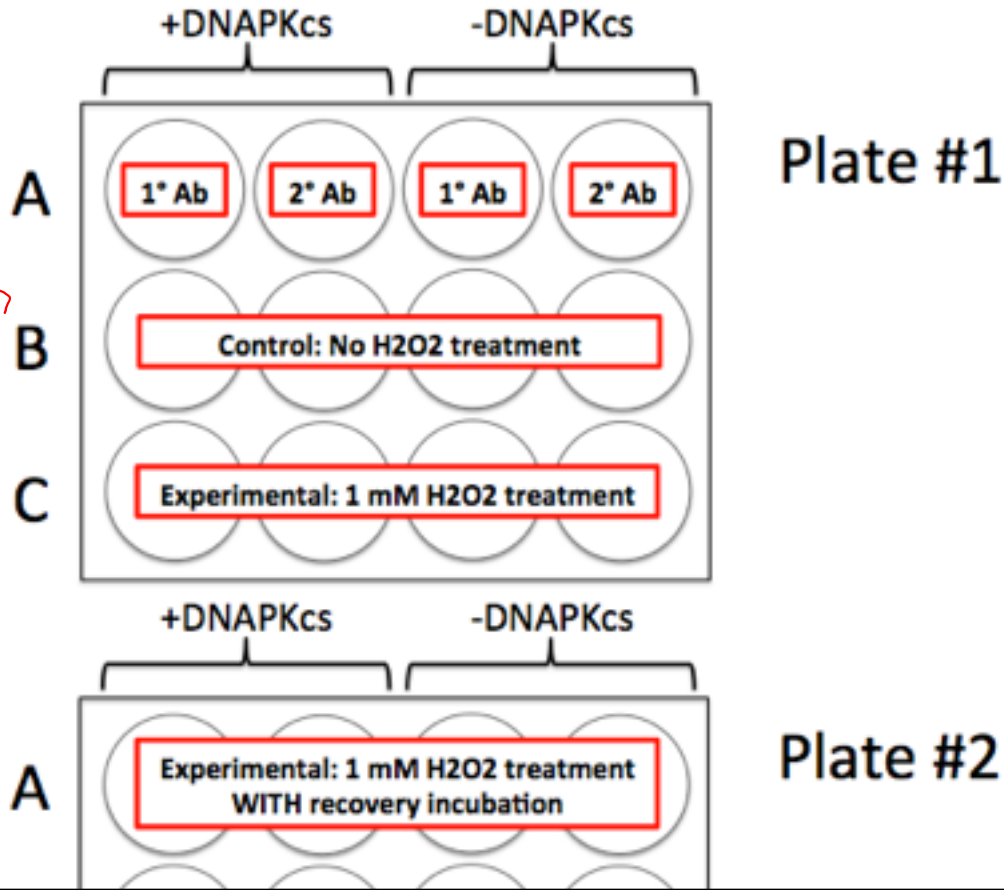 +DNAPKcs -DNAPKcs
Plate #1
A 1° Ab 2° Ab 1° Ab 2° Ab
B Control: No H2O2 treatment
C Experimental: 1 mM H2O2 treatment
+DNAPKcs -DNAPKcs
Plate #2
A Experimental: 1 mM H2O2 treatment
WITH recovery incubation